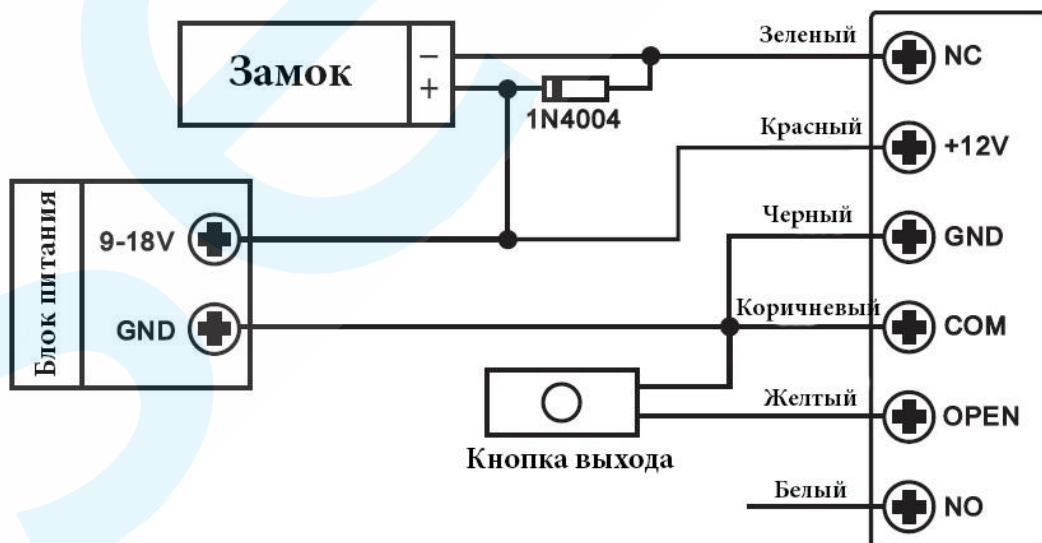 Зеленый
NC
Замок
−
+
1N4004
Красный
+12V
Блок питания
9-18V
Черный
GND
GND
Коричневый
COM
Желтый
OPEN
Кнопка выхода
Белый
NO